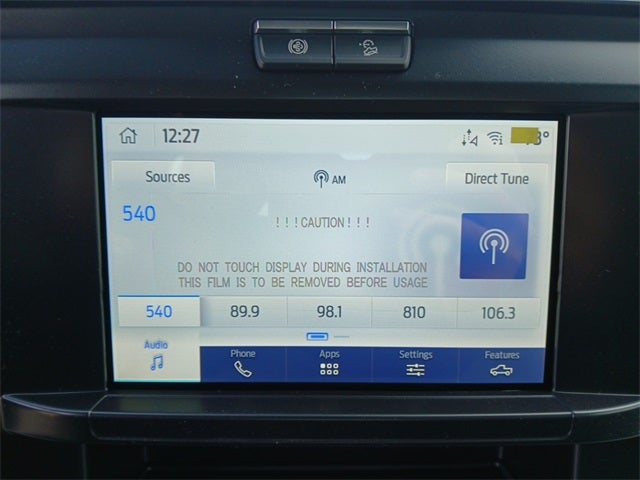 12:27
Sources
AM
Direct Tune
540
!!!CAUTION!!!
DO NOT TOUCH DISPLAY DURING INSTALLATION
THIS FILM IS TO BE REMOVED BEFORE USAGE
540 89.9 98.1 810 106.3
Audio Phone Apps Settings Features